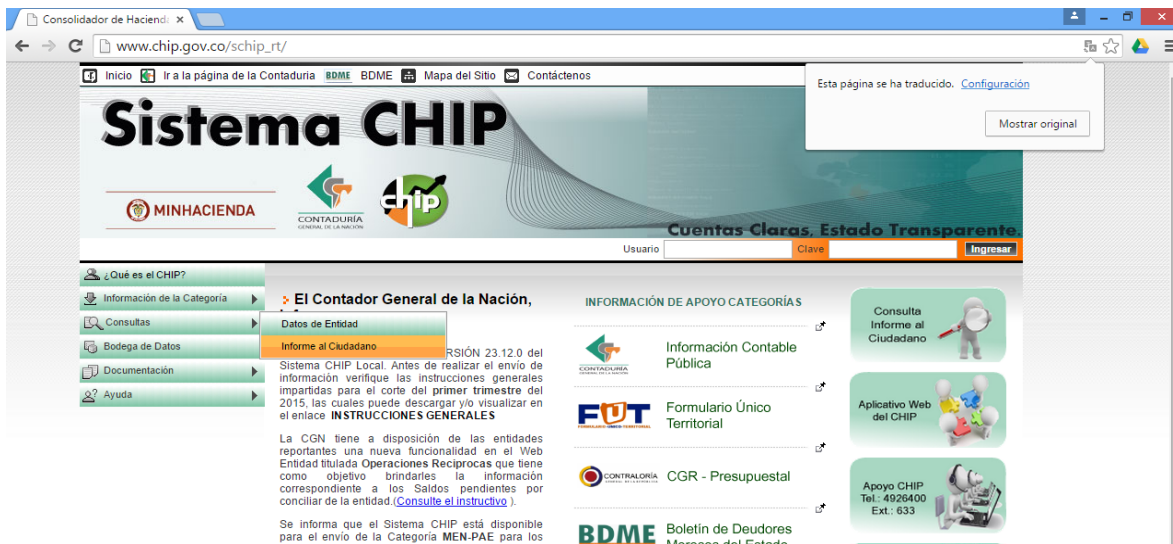 Consolidador de Hacienda
www.chip.gov.co/schip_rt/
Inicio Ir a la página de la Contaduria BDME BDME Mapa del Sitio Contáctenos
Esta página se ha traducido. Configuración
Mostrar original
Sistema CHIP
MINHACIENDA
CONTADURÍA
GENERAL DE LA NACIÓN
chip
Cuentas Claras, Estado Transparente.
Usuario Clave Ingresar
¿Qué es el CHIP?
Información de la Categoría
Consultas
Bodega de Datos
Documentación
Ayuda
Datos de Entidad
Informe al Ciudadano
El Contador General de la Nación,
RSIÓN 23.12.0 del
Sistema CHIP Local. Antes de realizar el envío de
información verifique las instrucciones generales
impartidas para el corte del primer trimestre del
2015, las cuales puede descargar y/o visualizar en
el enlace INSTRUCCIONES GENERALES
La CGN tiene a disposición de las entidades
reportantes una nueva funcionalidad en el Web
Entidad titulada Operaciones Reciprocas que tiene
como objetivo brindarles la información
correspondiente a los Saldos pendientes por
conciliar de la entidad.(Consulte el instructivo ).
Se informa que el Sistema CHIP está disponible
para el envío de la Categoría MEN-PAE para los
INFORMACIÓN DE APOYO CATEGORÍAS
CONTADURÍA
Información Contable
Pública
FUT
FORMULARIO ÚNICO TERRITORIAL
Formulario Único
Territorial
CONTRALORÍA
CGR - Presupuestal
BDME
Boletín de Deudores
Morosos del Estado
Consulta
Informe al
Ciudadano
Aplicativo Web
del CHIP
Apoyo CHIP
Tel.: 4926400
Ext.: 633